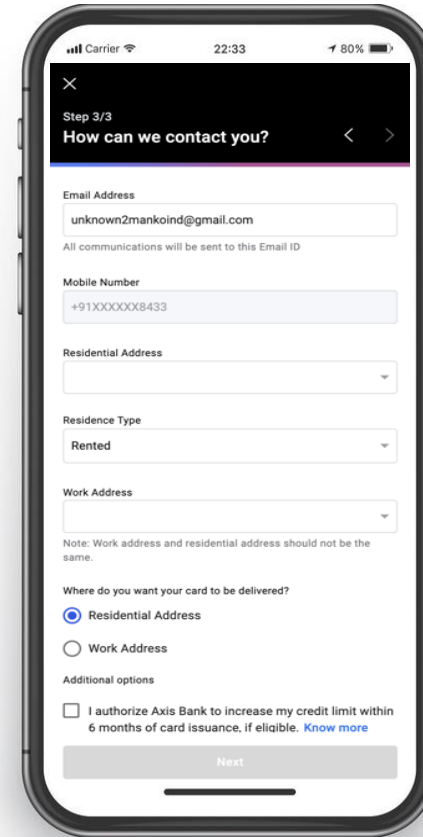 Carrier 22:33 80%
Step 3/3
How can we contact you?
Email Address
unknown2mankoind@gmail.com
All communications will be sent to this Email ID
Mobile Number
+91XXXXXX8433
Residential Address
Residence Type
Rented
Work Address
Note: Work address and residential address should not be the
same.
Where do you want your card to be delivered?
Residential Address
Work Address
Additional options
I authorize Axis Bank to increase my credit limit within
6 months of card issuance, if eligible. Know more
Next